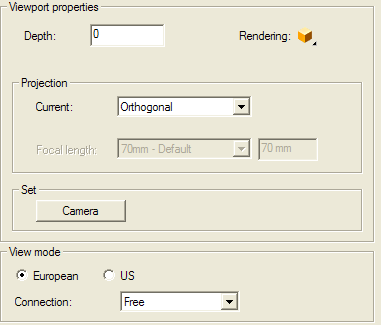 Viewport properties
Depth: 0 Rendering:
Projection
Current: Orthogonal
Focal length: 70mm - Default 70 mm
Set
Camera
View mode
European US
Connection: Free